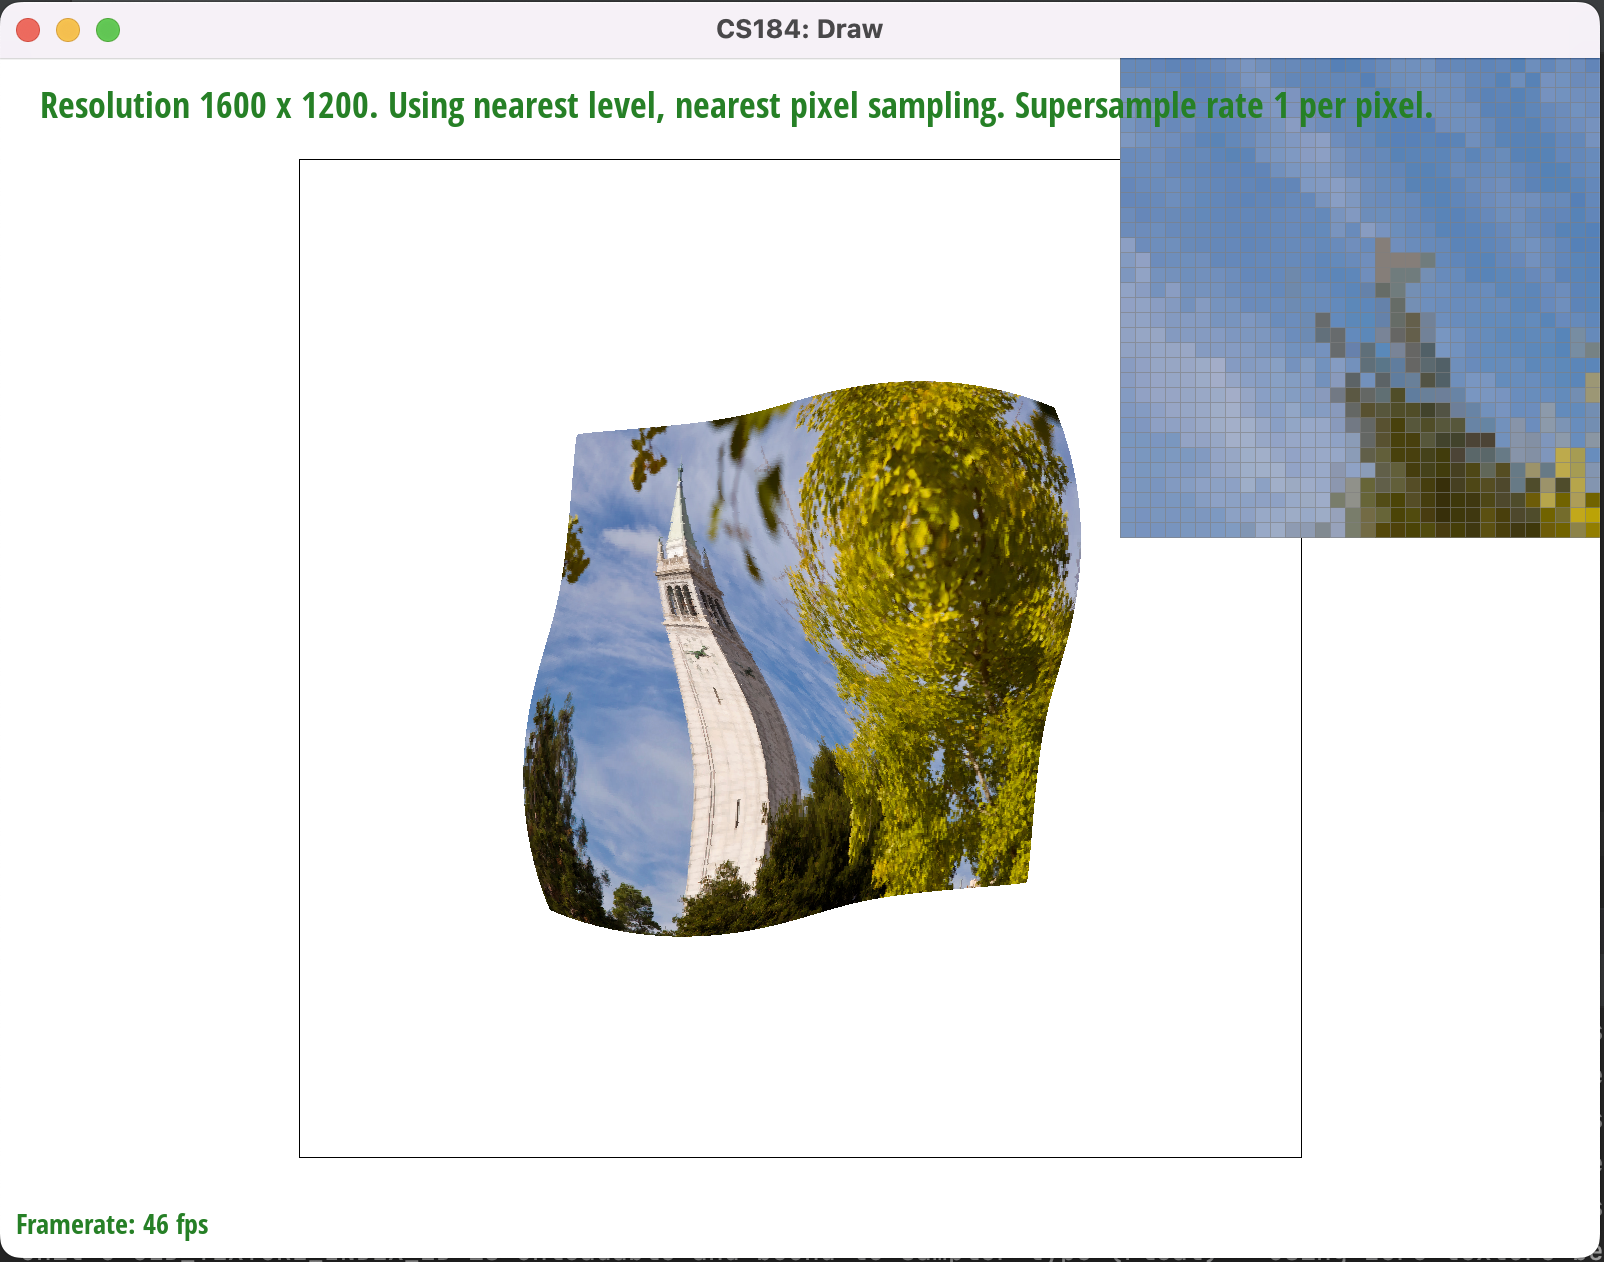 CS184: Draw
Resolution 1600 x 1200. Using nearest level, nearest pixel sampling. Supersample rate 1 per pixel.
Framerate: 46 fps